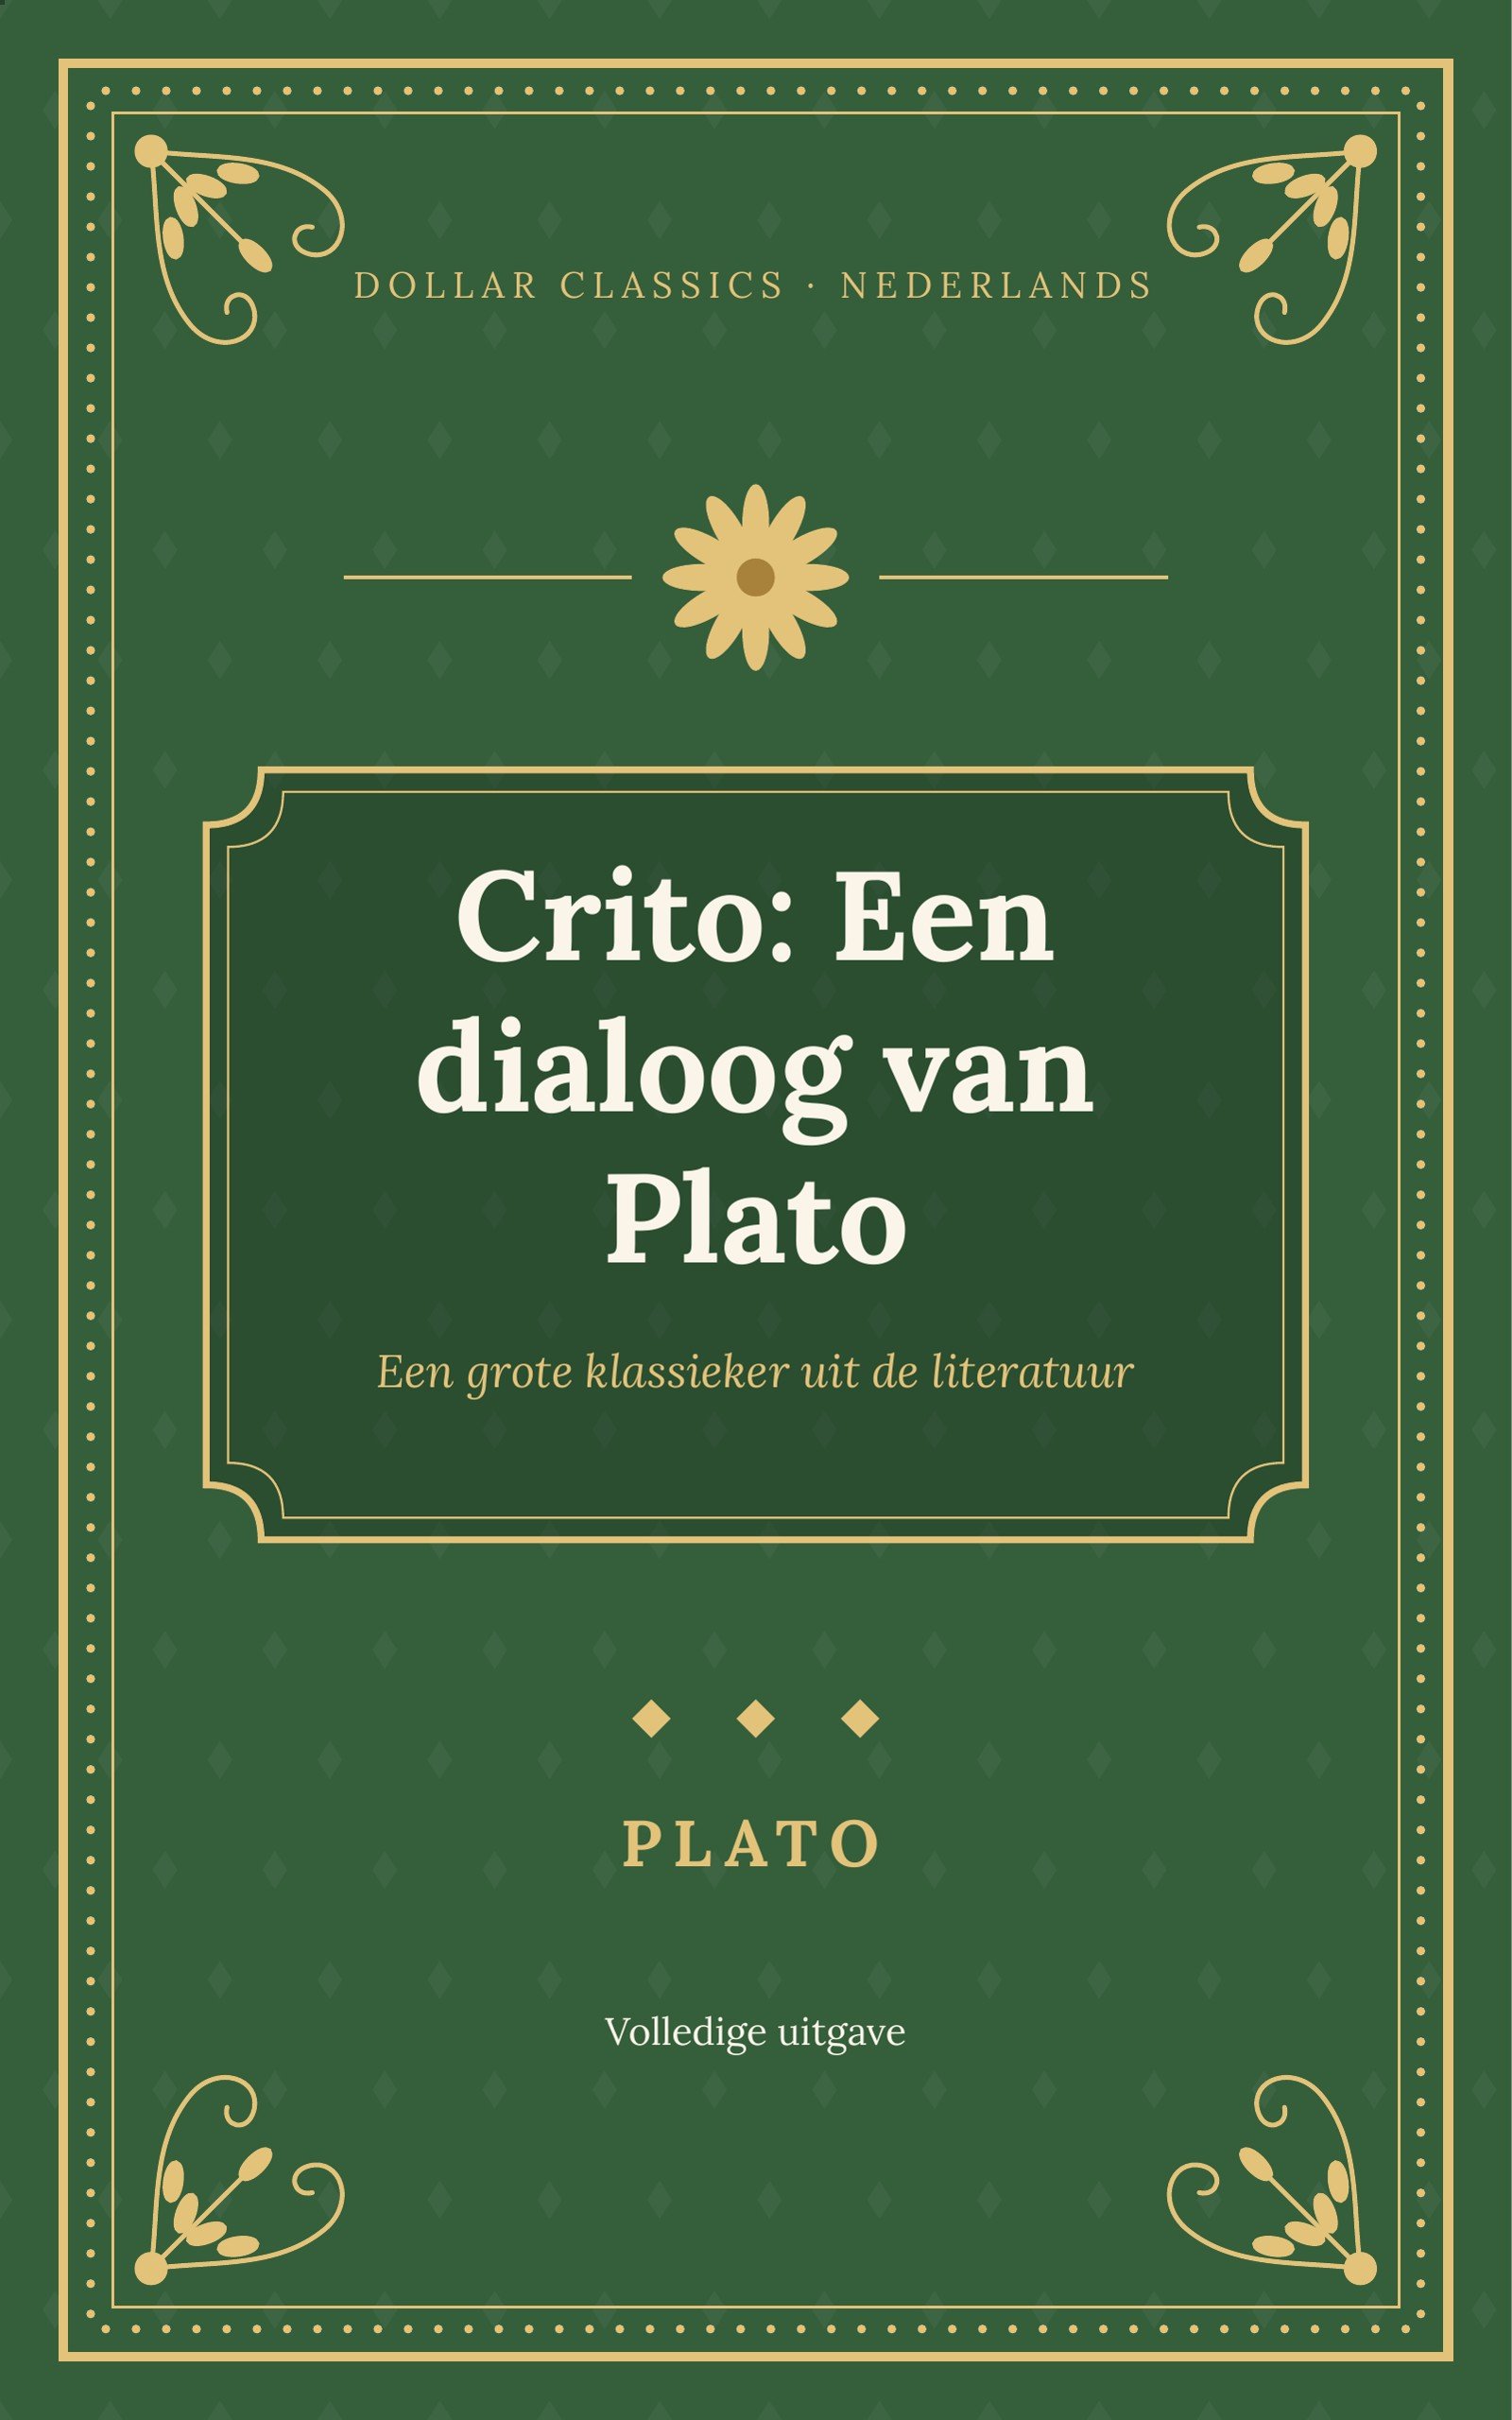 DOLLAR CLASSICS · NEDERLANDS
Crito: Een
dialoog van
Plato
Een grote klassieker uit de literatuur
PLATO
Volledige uitgave